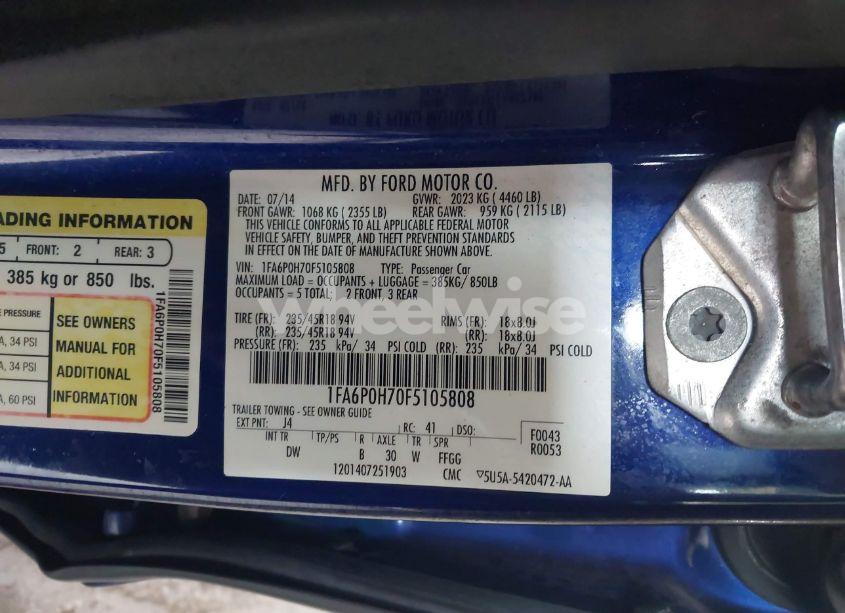 MFD. BY FORD MOTOR CO.
DATE: 07/14 GVWR: 2023 KG ( 4460 LB)
FRONT GAWR: 1068 KG ( 2355 LB) REAR GAWR: 959 KG ( 2115 LB)
THIS VEHICLE CONFORMS TO ALL APPLICABLE FEDERAL MOTOR
VEHICLE SAFETY, BUMPER, AND THEFT PREVENTION STANDARDS
IN EFFECT ON THE DATE OF MANUFACTURE SHOWN ABOVE.
VIN: 1FA6P0H70F5105808 TYPE: Passenger Car
MAXIMUM LOAD = OCCUPANTS + LUGGAGE = 385KG/ 850LB
OCCUPANTS = 5 TOTAL; 2 FRONT, 3 REAR
TIRE (FR): 235/45R18 94V RIMS (FR): 18x8.0J
(RR): 235/45R18 94V (RR): 18x8.0J
PRESSURE (FR): 235 kPa/ 34 PSI COLD (RR): 235 kPa/ 34 PSI COLD
1FA6P0H70F5105808
TRAILER TOWING - SEE OWNER GUIDE
EXT PNT: J4 RC: 41 DSO: F0043
INT TR TP/PS R AXLE TR SPR R0053
DW B 30 W FFGG
1201407251903 CMC ▽5U5A-5420472-AA
ADING INFORMATION
5 FRONT: 2 REAR: 3
385 kg or 850 lbs.
E PRESSURE
A, 34 PSI
A, 34 PSI
A, 60 PSI
SEE OWNERS
MANUAL FOR
ADDITIONAL
INFORMATION
1FA6P0H70F5105808
wheelwise